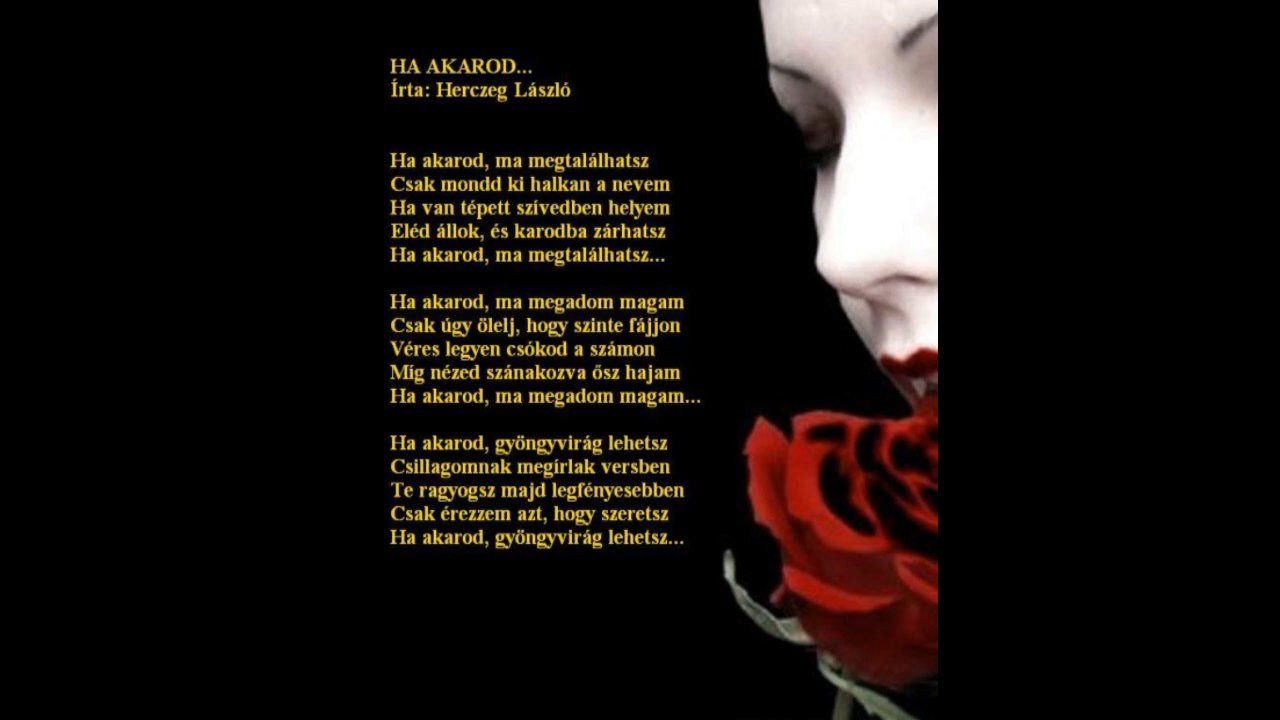 HA AKAROD...
Írta: Herczeg László
Ha akarod, ma megtalálhatsz
Csak mondd ki halkan a nevem
Ha van tépett szívedben helyem
Eléd állok, és karodba zárhatsz
Ha akarod, ma megtalálhatsz...
Ha akarod, ma megadom magam
Csak úgy ölelj, hogy szinte fájjon
Véres legyen csókod a számon
Míg nézed szánakozva ősz hajam
Ha akarod, ma megadom magam...
Ha akarod, gyöngyvirág lehetsz
Csillagomnak megírlak versben
Te ragyogsz majd legfényesebben
Csak érezzem azt, hogy szeretsz
Ha akarod, gyöngyvirág lehetsz...